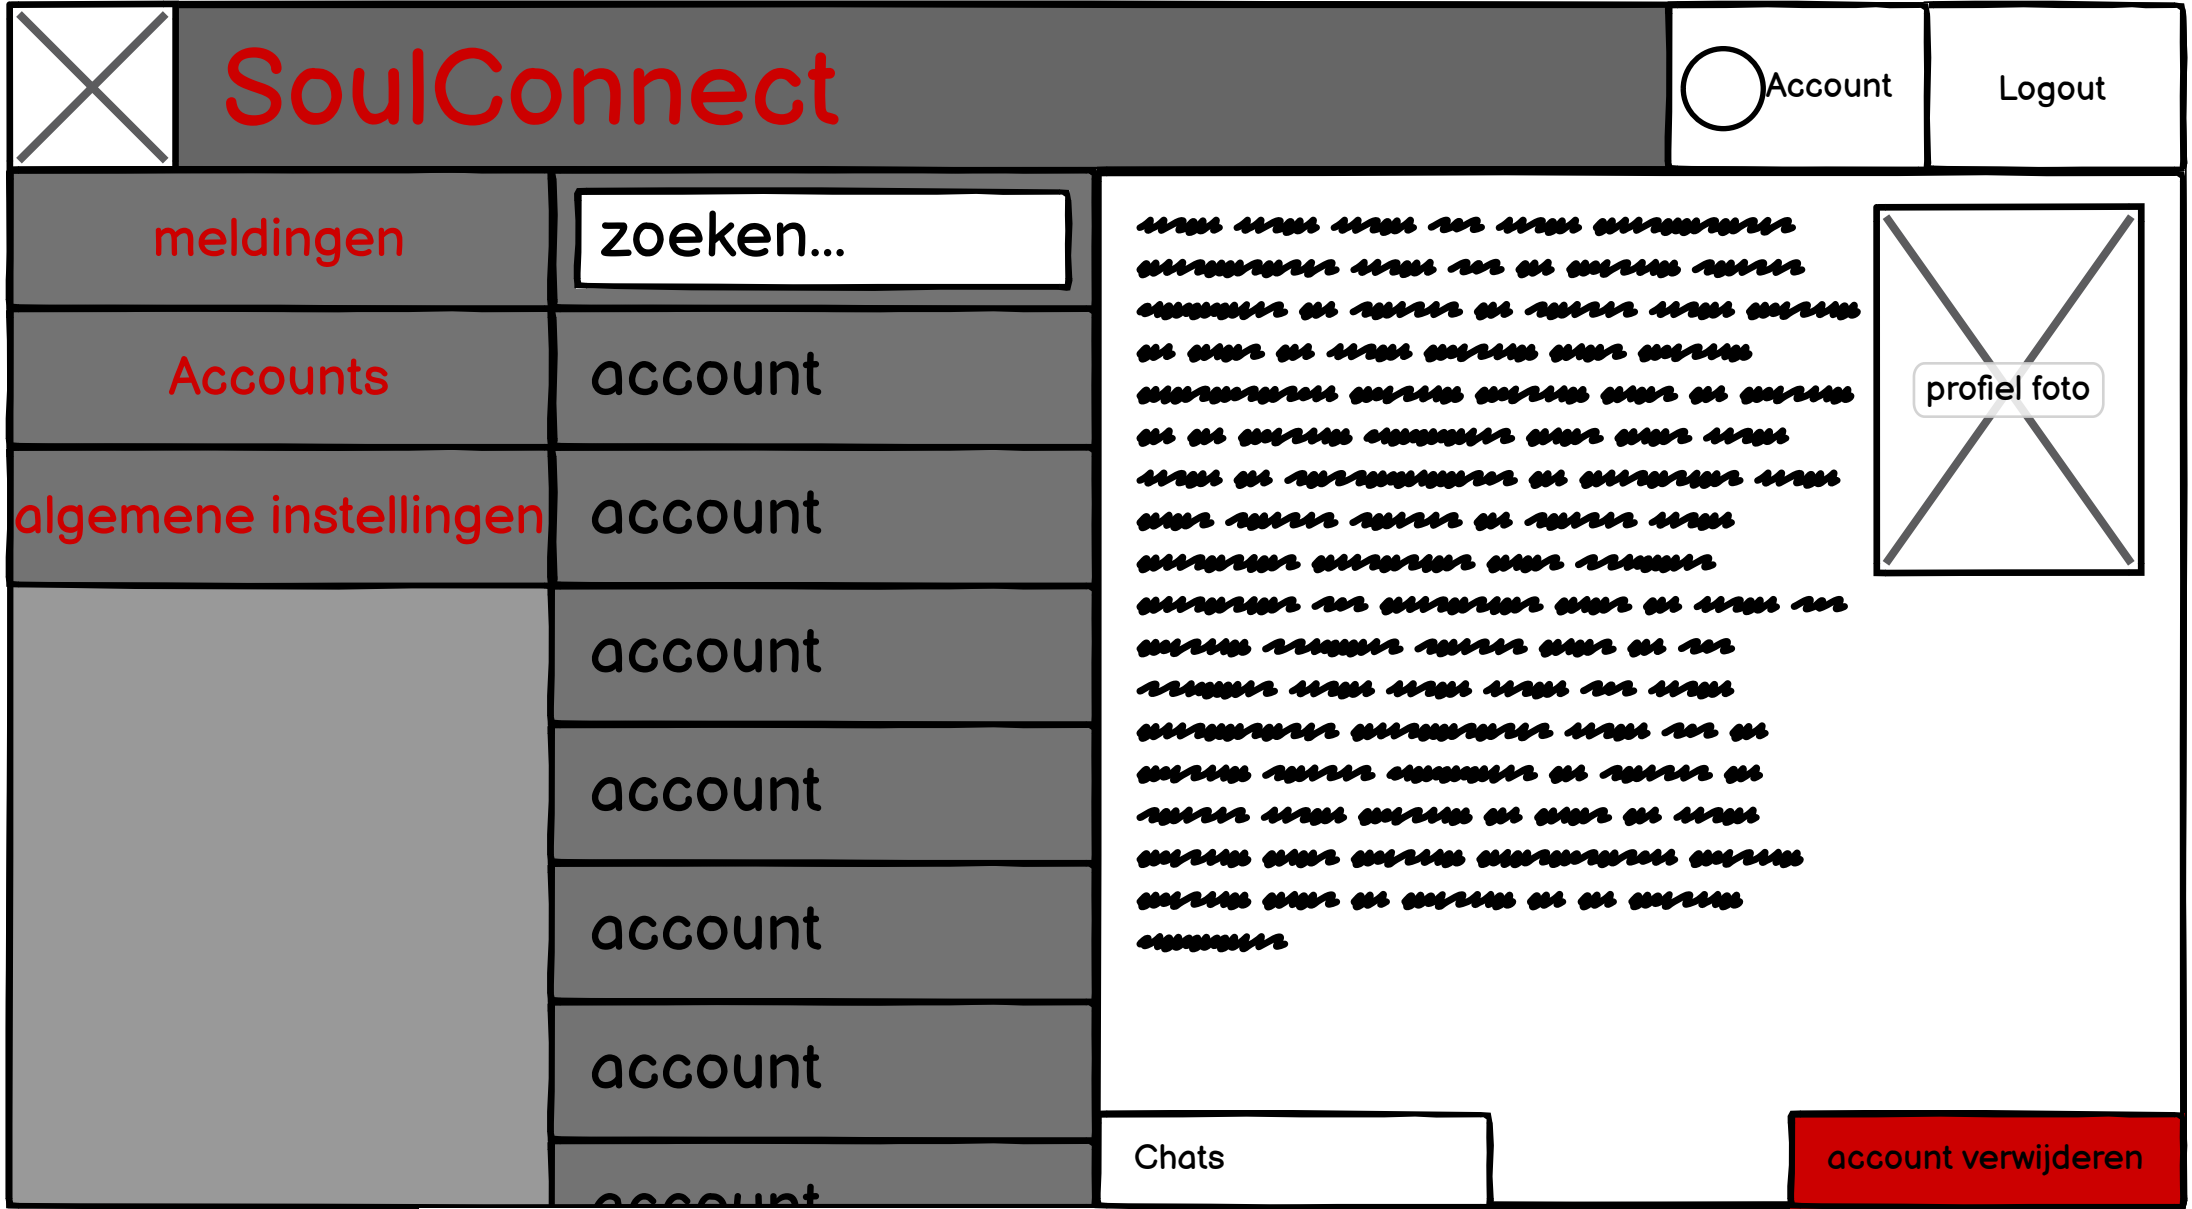 SoulConnect
Account
Logout
meldingen
Accounts
algemene instellingen
zoeken...
account
account
account
account
account
account
account
profiel foto
Chats
account verwijderen